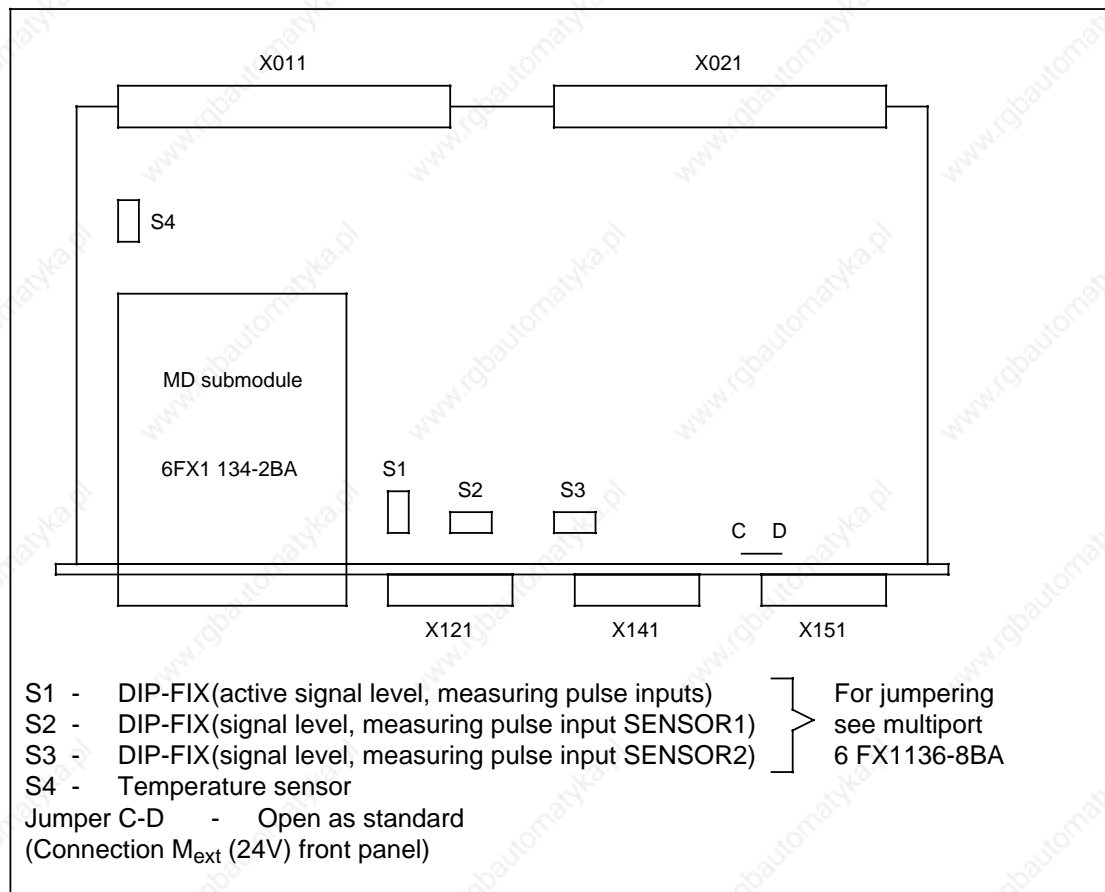 X011 X021
S4
MD submodule
6FX1 134-2BA
S1
S2 S3
C D
X121 X141 X151
S1 - DIP-FIX(active signal level, measuring pulse inputs) For jumpering
S2 - DIP-FIX(signal level, measuring pulse input SENSOR1) see multiport
S3 - DIP-FIX(signal level, measuring pulse input SENSOR2) 6 FX1136-8BA
S4 - Temperature sensor
Jumper C-D - Open as standard
(Connection Mext (24V) front panel)
www.rgbautomatyka.pl